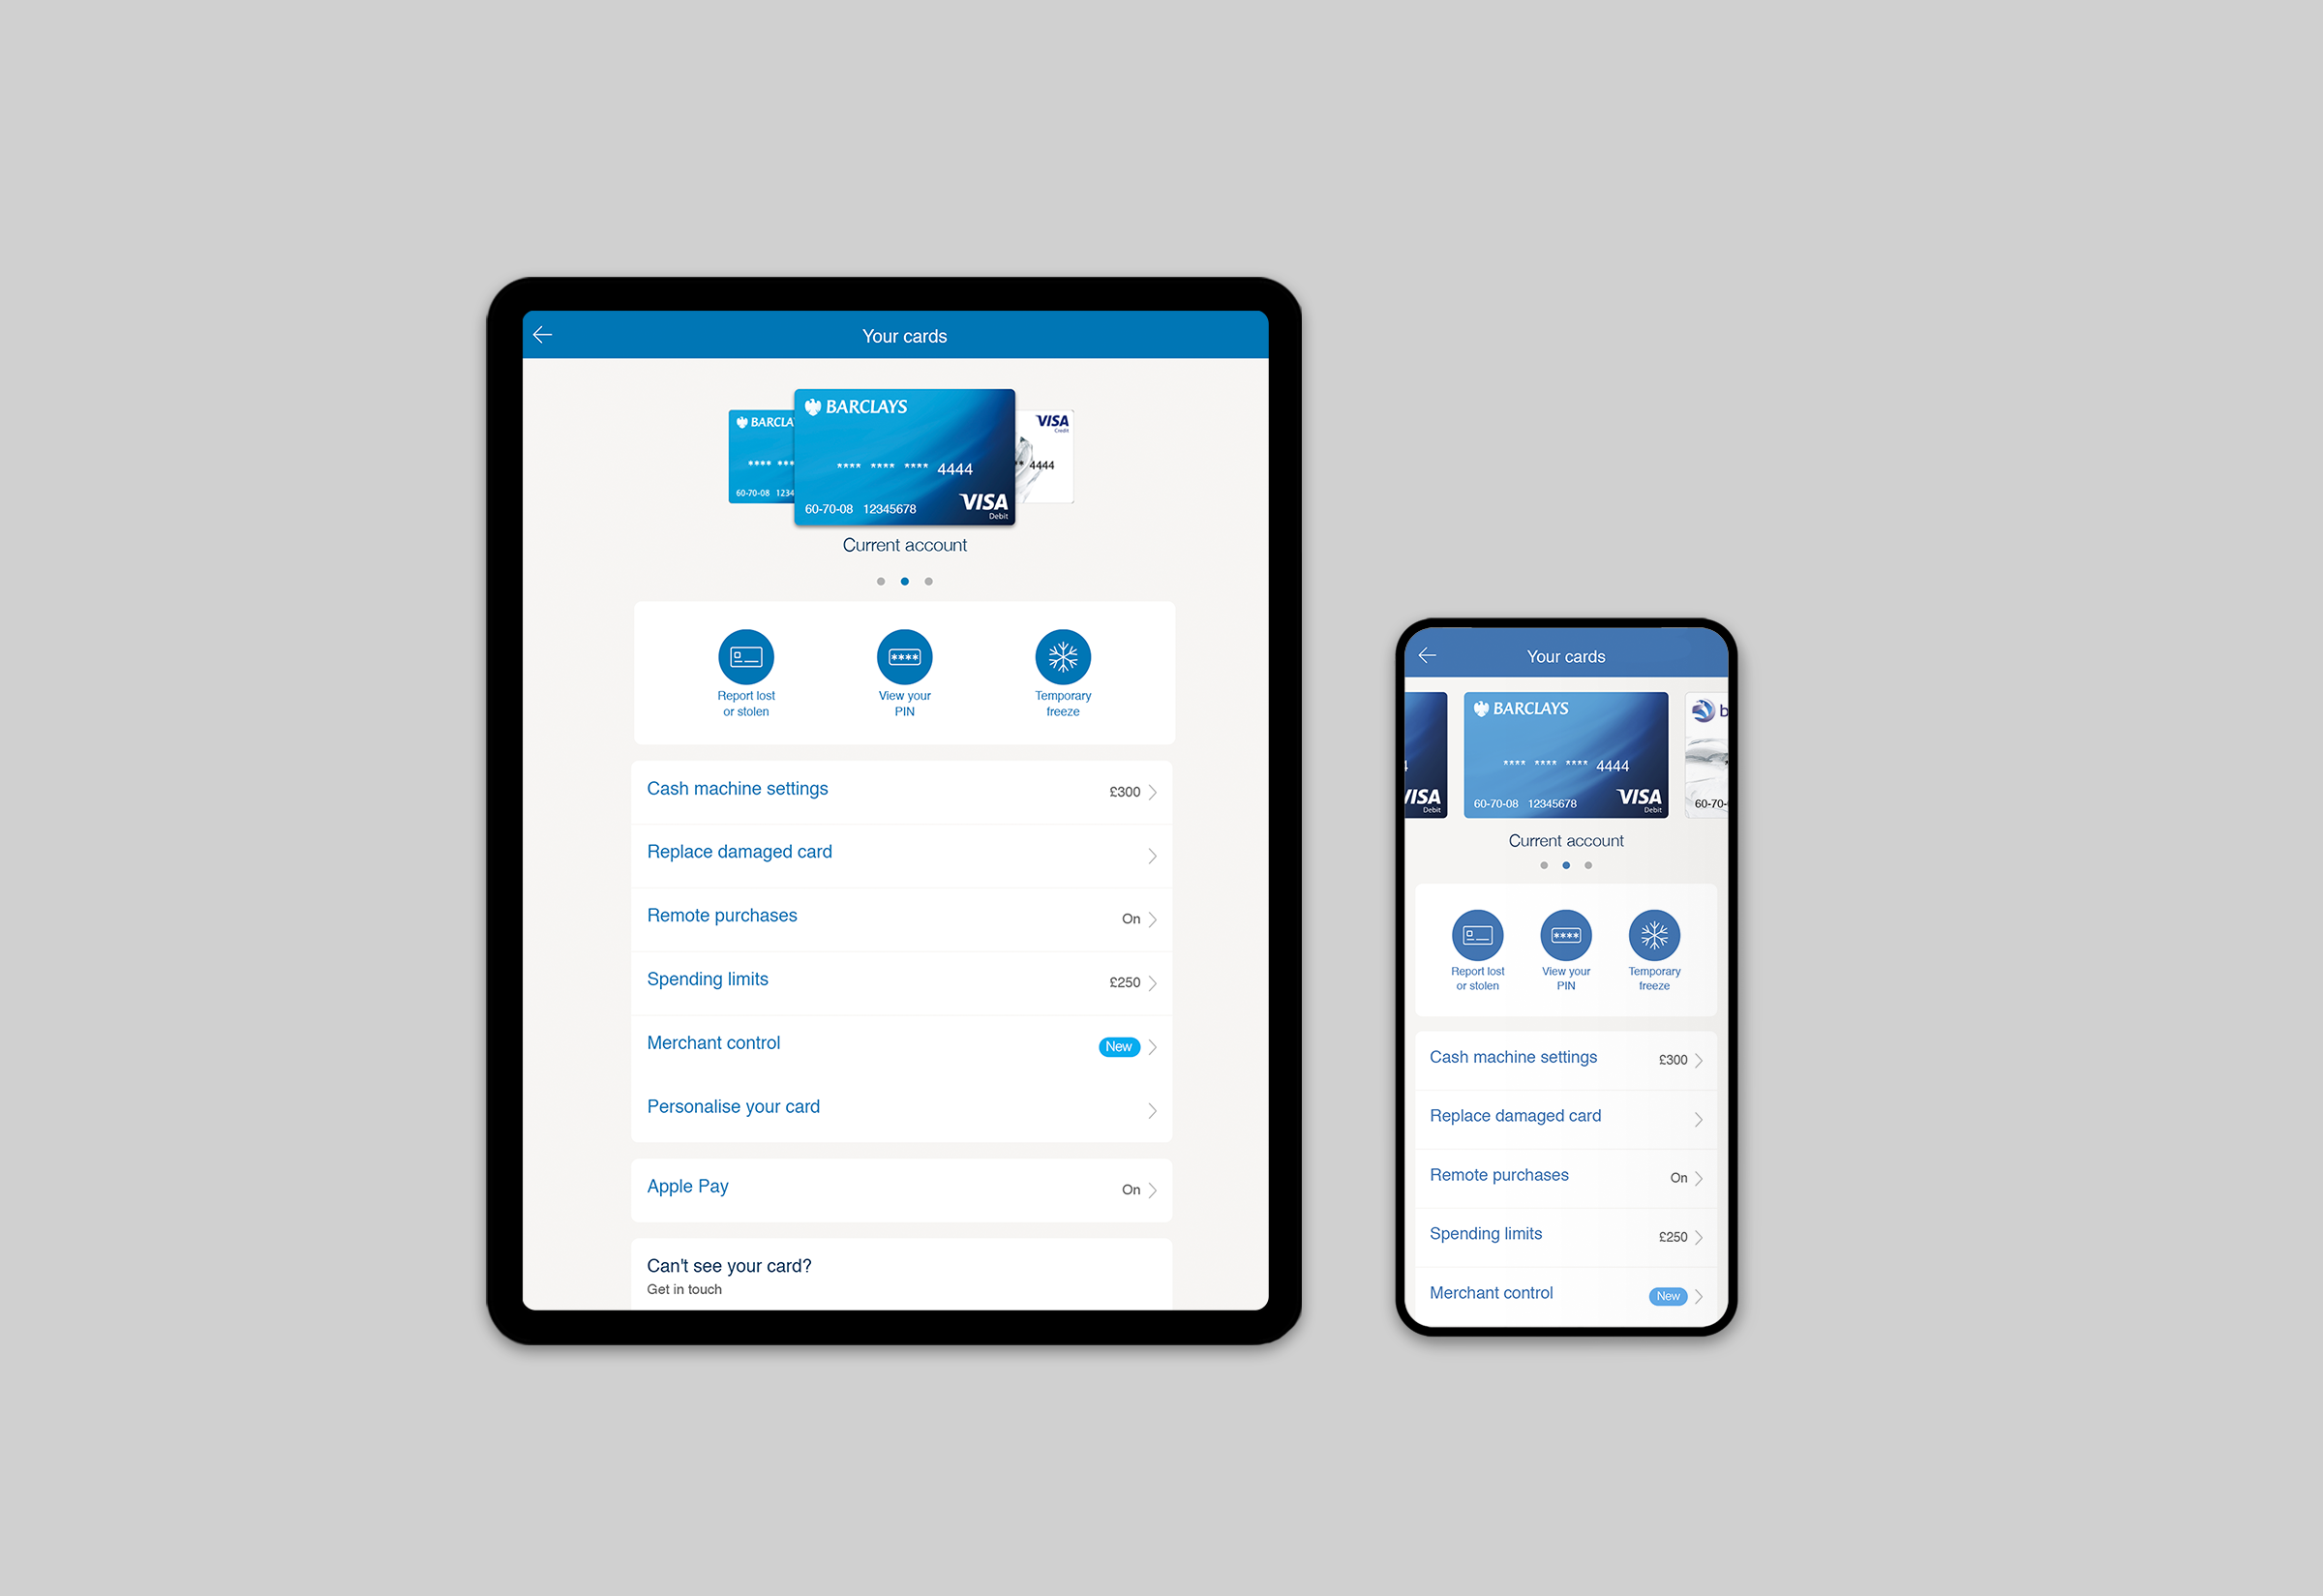 Your cards
BARCLA
**** ***
60-70-08 1234
BARCLAYS
**** **** **** 4444
60-70-08 12345678
VISA
Debit
VISA
Credit
** 4444
Current account
Report lost
or stolen
View your
PIN
Temporary
freeze
Cash machine settings £300
Replace damaged card
Remote purchases On
Spending limits £250
Merchant control New
Personalise your card
Apple Pay On
Can't see your card?
Get in touch
Your cards
4
VISA
Debit
BARCLAYS
**** **** **** 4444
60-70-08 12345678
VISA
Debit
b
60-70-
Current account
Report lost
or stolen
View your
PIN
Temporary
freeze
Cash machine settings £300
Replace damaged card
Remote purchases On
Spending limits £250
Merchant control New